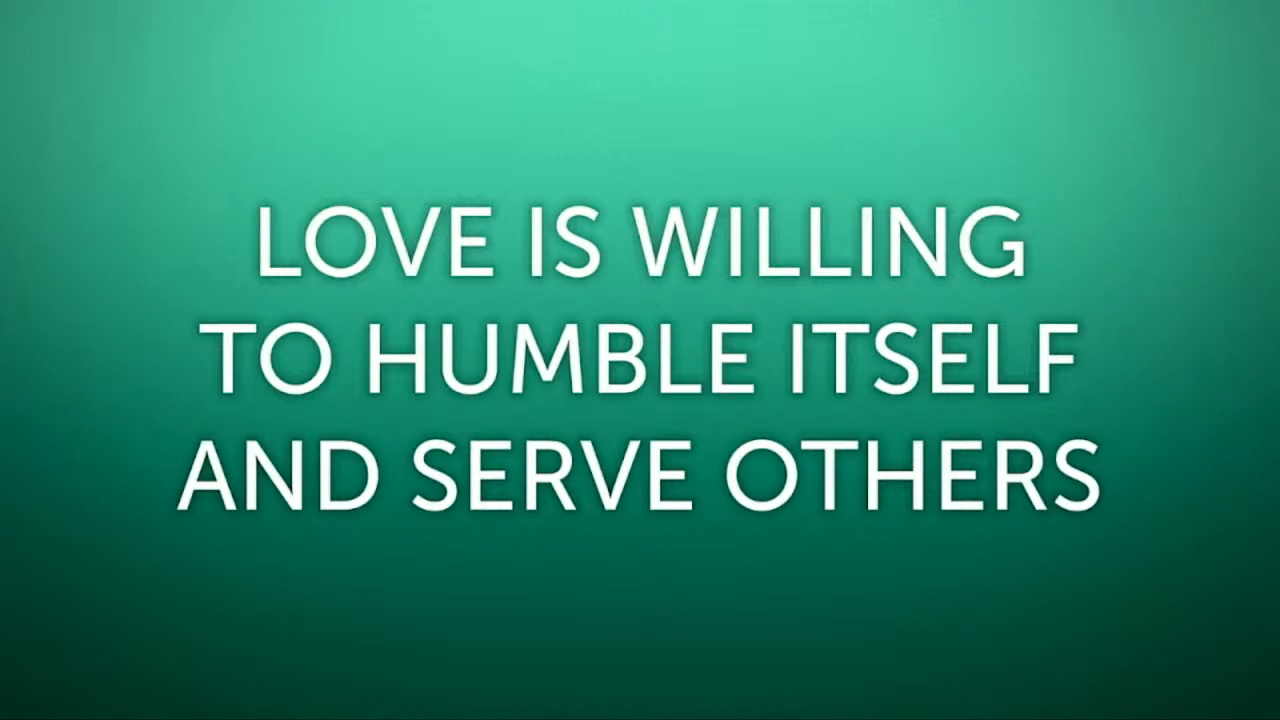 LOVE IS WILLING
TO HUMBLE ITSELF
AND SERVE OTHERS